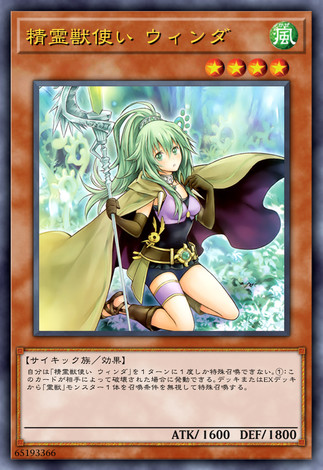 精霊獣使い ウィンダ
風
【サイキック族／効果】
自分は「精霊獣使い ウィンダ」を１ターンに１度しか特殊召喚できない。①：こ
のカードが相手によって破壊された場合に発動できる。デッキまたはEXデッキ
から「霊獣」モンスター１体を召喚条件を無視して特殊召喚する。
ATK/ 1600 DEF/1800
65193366